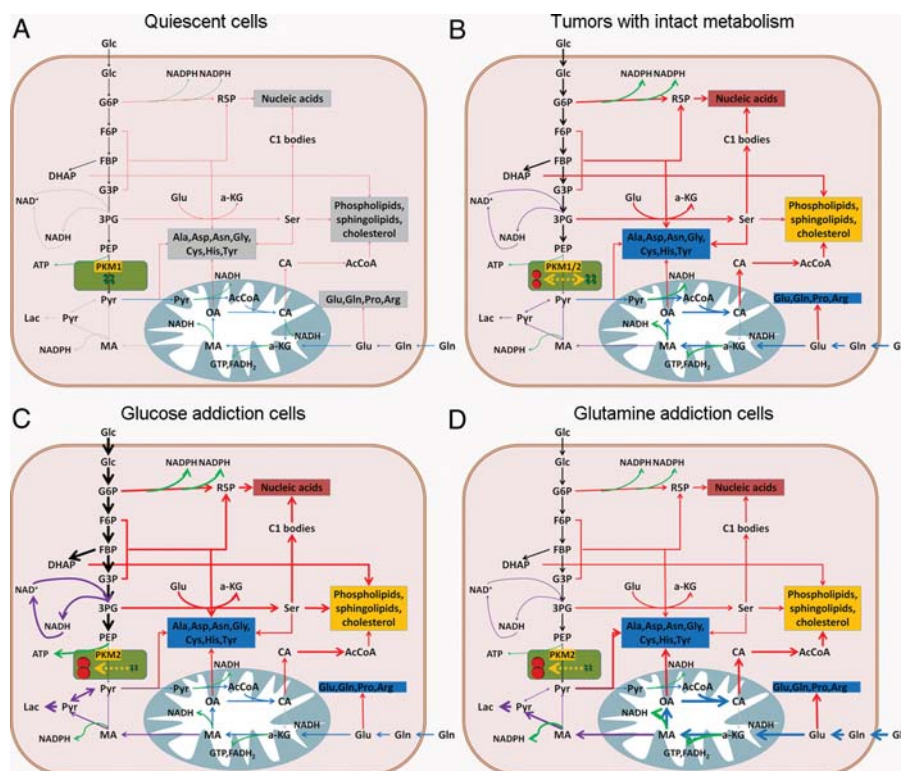 A
Quiescent cells
Glc
Glc
NADPH NADPH
G6P
R5P
Nucleic acids
F6P
C1 bodies
FBP
DHAP
G3P
NAD+
Glu
a-KG
Phospholipids,
sphingolipids,
cholesterol
3PG
Ser
NADH
Ala,Asp,Asn,Gly,
Cys,His,Tyr
PEP
ATP
PKM1
NADH
CA
AcCoA
Pyr
Pyr
AcCoA
Glu,Gln,Pro,Arg
Lac
Pyr
OA
CA
NADH
NADH
NADPH
MA
MA
a-KG
Glu
Gln
Gln
GTP,FADH2
B
Tumors with intact metabolism
Glc
Glc
NADPH NADPH
G6P
R5P
Nucleic acids
F6P
C1 bodies
FBP
DHAP
G3P
NAD+
Glu
a-KG
Phospholipids,
sphingolipids,
cholesterol
3PG
Ser
NADH
Ala,Asp,Asn,Gly,
Cys,His,Tyr
PEP
ATP
PKM1/2
NADH
CA
AcCoA
Pyr
Pyr
AcCoA
Glu,Gln,Pro,Arg
Lac
Pyr
OA
CA
NADH
NADH
NADPH
MA
MA
a-KG
Glu
Gln
GTP,FADH2
C
Glucose addiction cells
Glc
Glc
NADPH NADPH
G6P
R5P
Nucleic acids
F6P
C1 bodies
FBP
DHAP
G3P
NAD+
Glu
a-KG
Phospholipids,
sphingolipids,
cholesterol
3PG
Ser
NADH
Ala,Asp,Asn,Gly,
Cys,His,Tyr
PEP
ATP
PKM2
NADH
CA
AcCoA
Pyr
Pyr
AcCoA
Glu,Gln,Pro,Arg
Lac
Pyr
OA
CA
NADH
NADH
NADPH
MA
MA
a-KG
Glu
Gln
Gln
GTP,FADH2
D
Glutamine addiction cells
Glc
Glc
NADPH NADPH
G6P
R5P
Nucleic acids
F6P
C1 bodies
FBP
DHAP
G3P
NAD+
Glu
a-KG
Phospholipids,
sphingolipids,
cholesterol
3PG
Ser
NADH
Ala,Asp,Asn,Gly,
Cys,His,Tyr
PEP
ATP
PKM2
NADH
CA
AcCoA
Pyr
Pyr
AcCoA
Glu,Gln,Pro,Arg
Lac
Pyr
OA
CA
NADH
NADH
NADPH
MA
MA
a-KG
Glu
Gln
GTP,FADH2